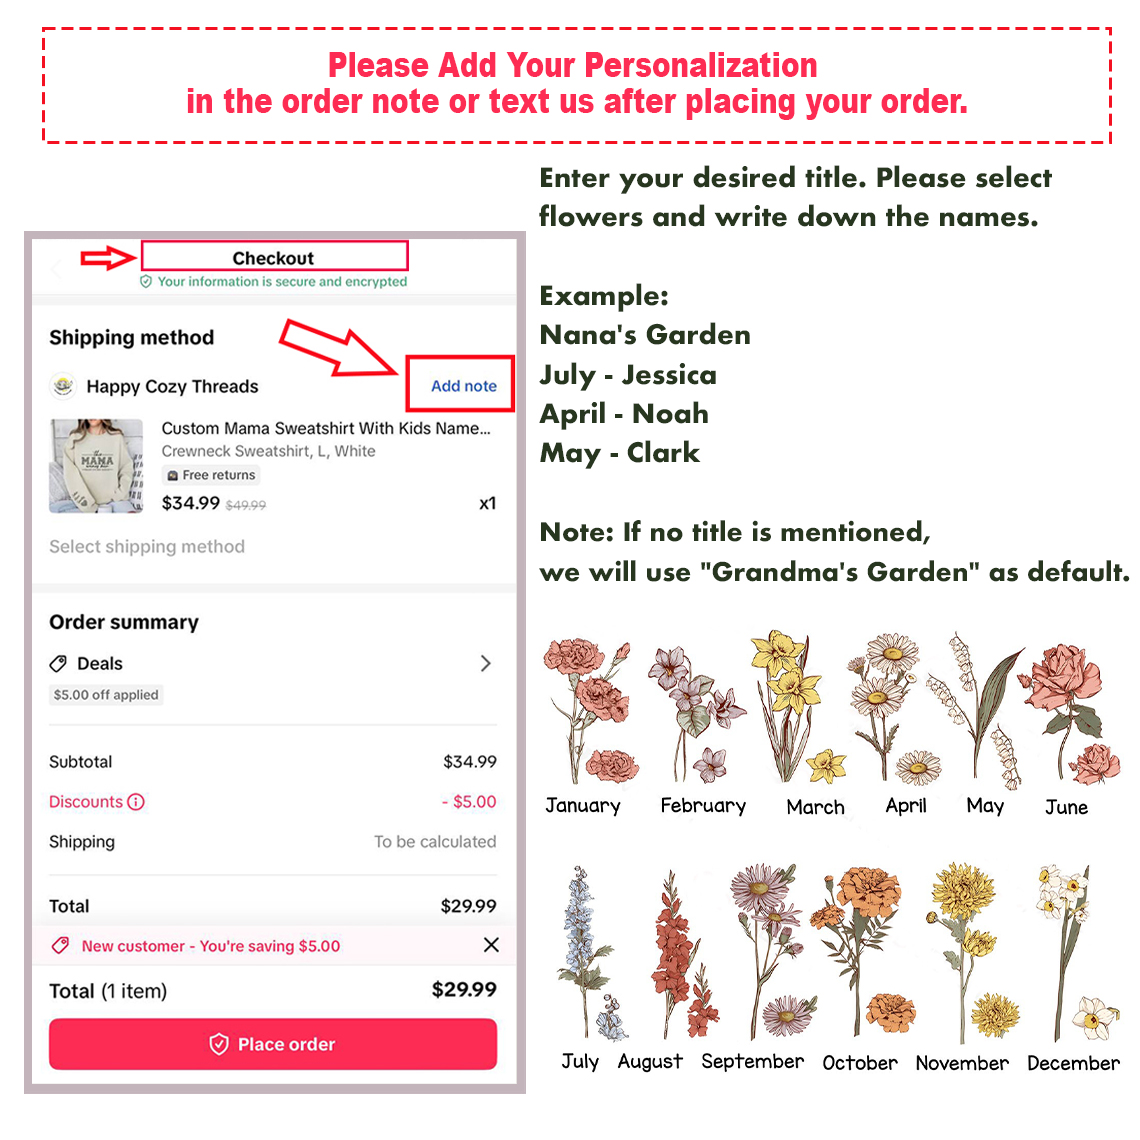 Please Add Your Personalization
in the order note or text us after placing your order.
Enter your desired title. Please select
flowers and write down the names.
Example:
Nana's Garden
July - Jessica
April - Noah
May - Clark
Note: If no title is mentioned,
we will use "Grandma's Garden" as default.
Checkout
Your information is secure and encrypted
Shipping method
Happy Cozy Threads
Add note
Custom Mama Sweatshirt With Kids Name...
Crewneck Sweatshirt, L, White
Free returns
$34.99 $49.99 x1
MAMA
Select shipping method
Order summary
Deals
$5.00 off applied
Subtotal $34.99
Discounts - $5.00
Shipping To be calculated
Total $29.99
New customer - You're saving $5.00
Total (1 item) $29.99
Place order
January February March April May June
July August September October November December